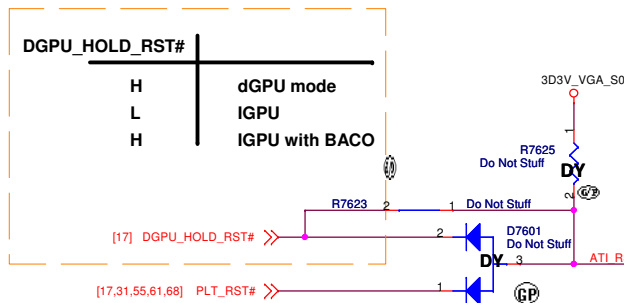 DGPU_HOLD_RST#
H dGPU mode
L IGPU
H IGPU with BACO
3D3V_VGA_S0
1
R7625
Do Not Stuff
DY
2
G/P
R7623 2 1 Do Not Stuff
[17] DGPU_HOLD_RST# 2
D7601
Do Not Stuff
DY 3 ATI_R
[17,31,55,61,68] PLT_RST# 1
GP